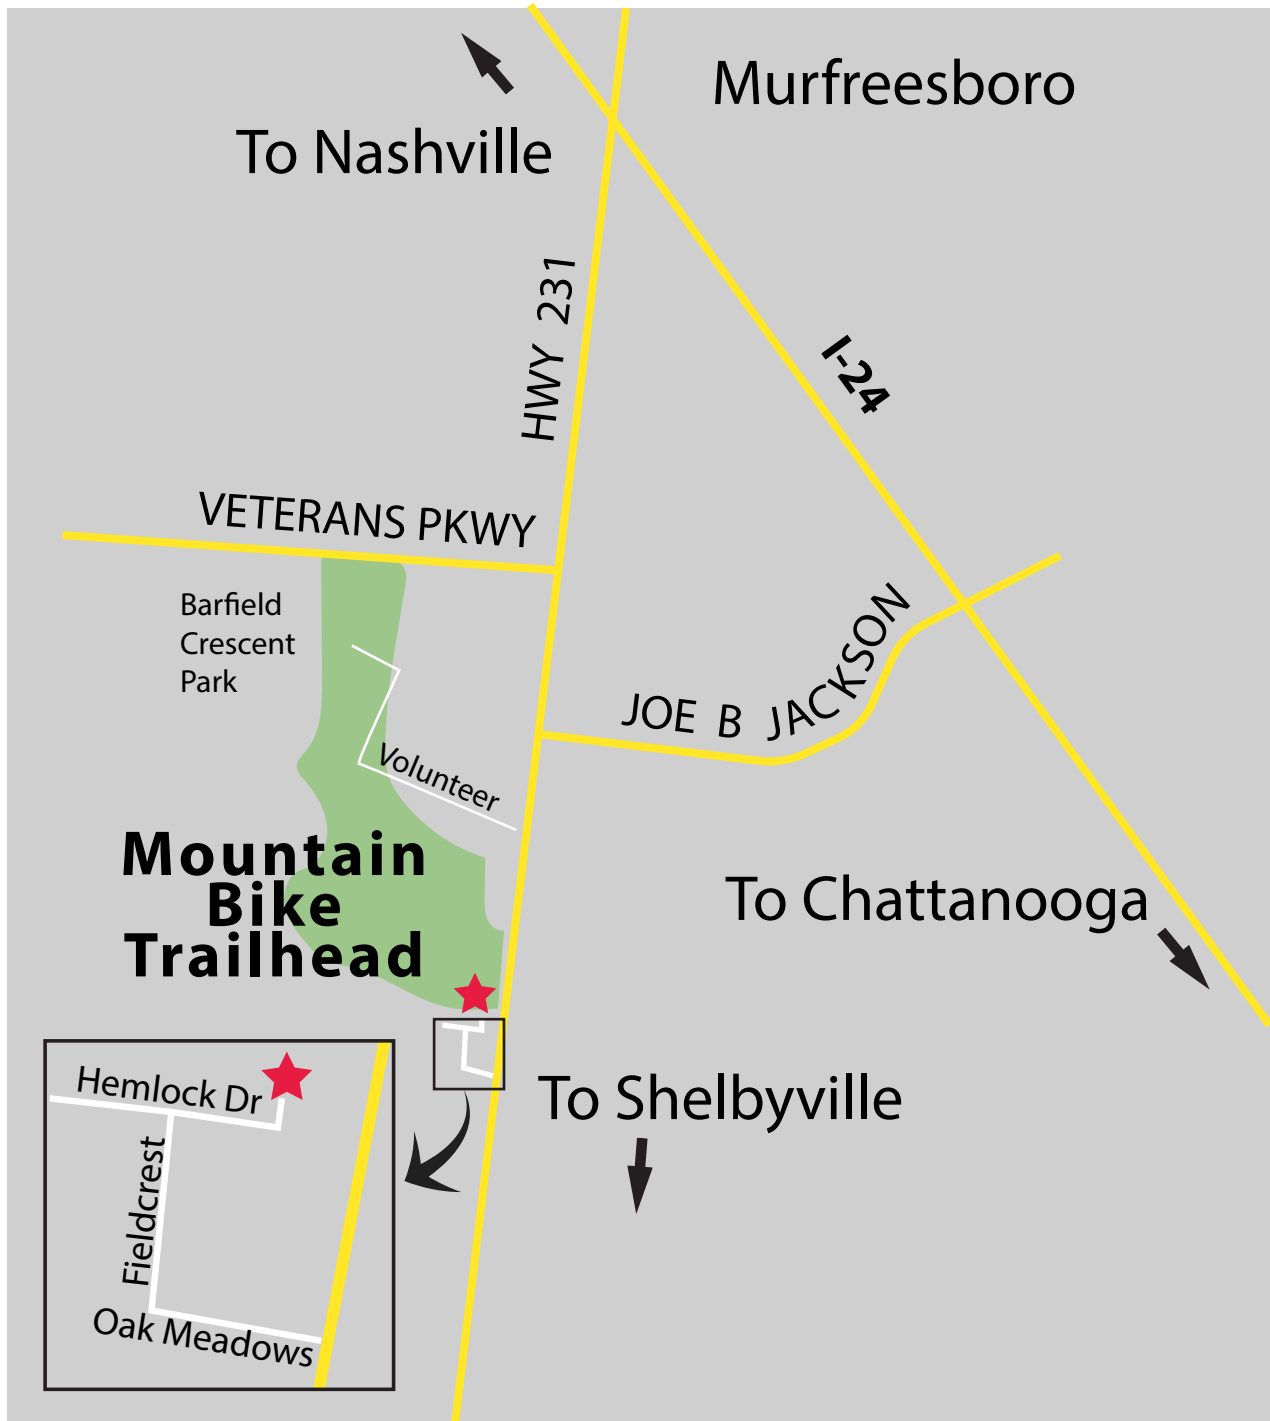 Murfreesboro
To Nashville
HWY 231
I-24
VETERANS PKWY
Barfield
Crescent
Park
JOE B JACKSON
Volunteer
Mountain
Bike
Trailhead
To Chattanooga
To Shelbyville
Hemlock Dr
Fieldcrest
Oak Meadows